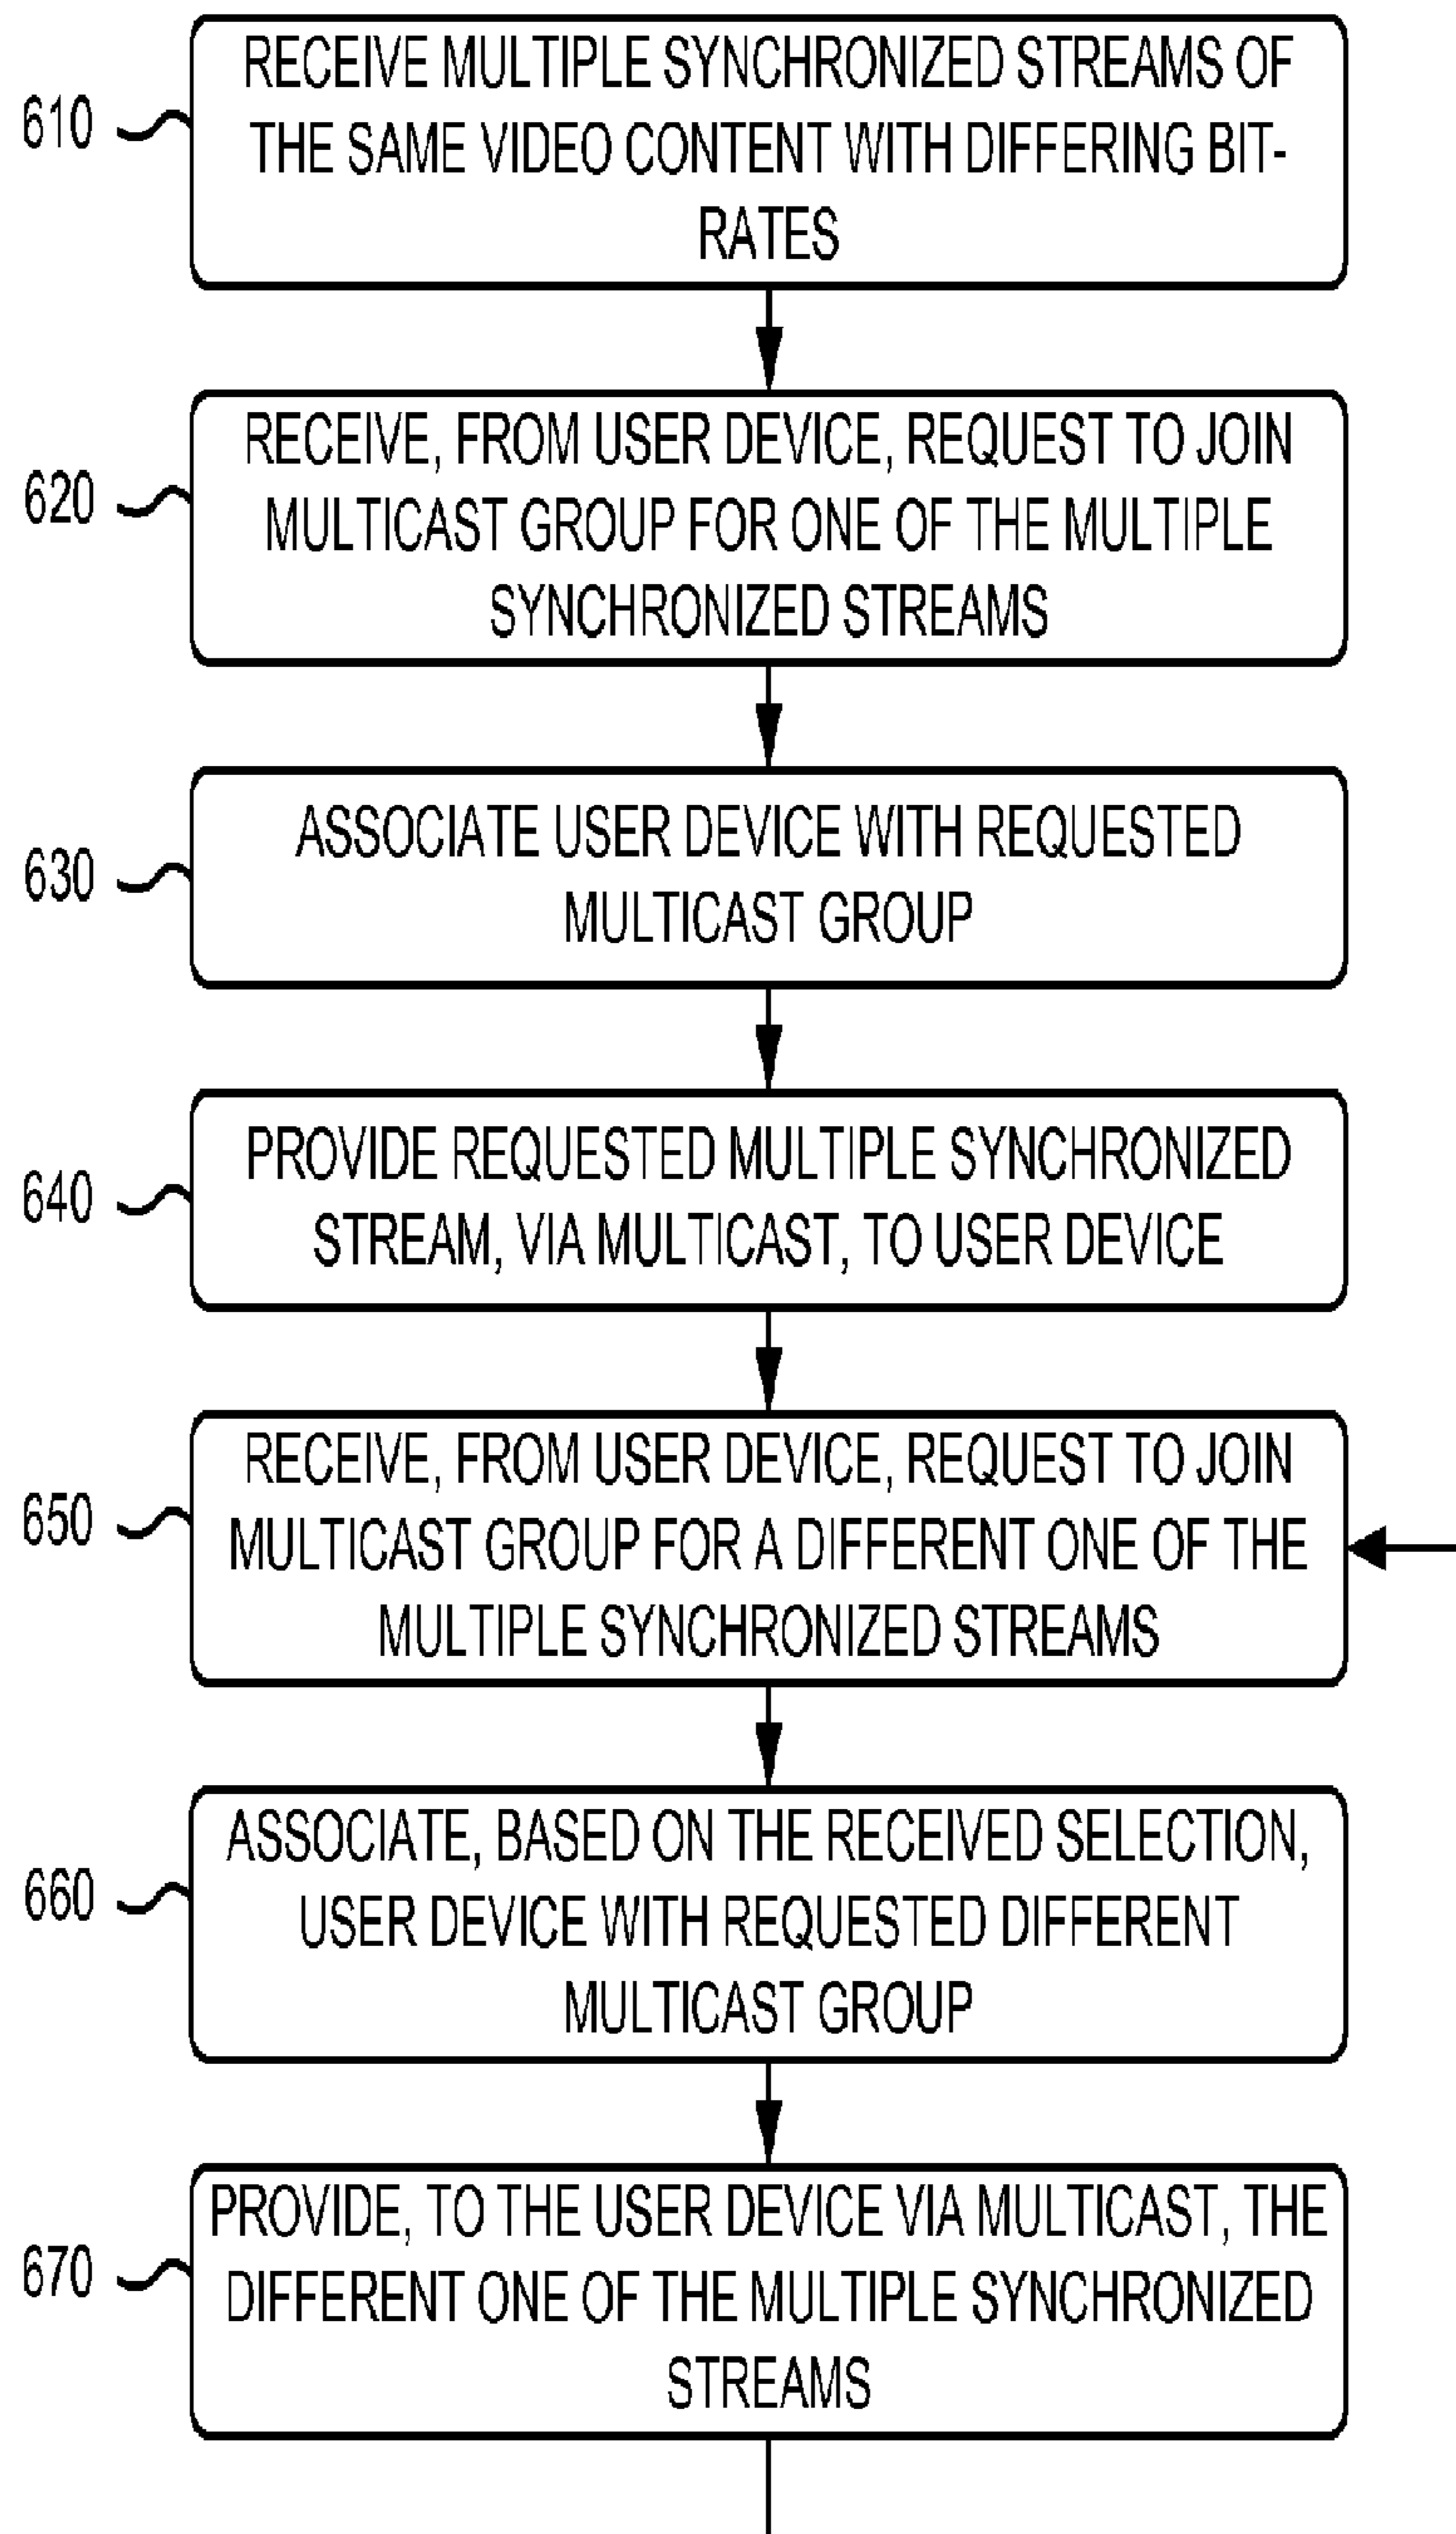 610
RECEIVE MULTIPLE SYNCHRONIZED STREAMS OF
THE SAME VIDEO CONTENT WITH DIFFERING BIT-
RATES
620
RECEIVE, FROM USER DEVICE, REQUEST TO JOIN
MULTICAST GROUP FOR ONE OF THE MULTIPLE
SYNCHRONIZED STREAMS
630
ASSOCIATE USER DEVICE WITH REQUESTED
MULTICAST GROUP
640
PROVIDE REQUESTED MULTIPLE SYNCHRONIZED
STREAM, VIA MULTICAST, TO USER DEVICE
650
RECEIVE, FROM USER DEVICE, REQUEST TO JOIN
MULTICAST GROUP FOR A DIFFERENT ONE OF THE
MULTIPLE SYNCHRONIZED STREAMS
660
ASSOCIATE, BASED ON THE RECEIVED SELECTION,
USER DEVICE WITH REQUESTED DIFFERENT
MULTICAST GROUP
670
PROVIDE, TO THE USER DEVICE VIA MULTICAST, THE
DIFFERENT ONE OF THE MULTIPLE SYNCHRONIZED
STREAMS